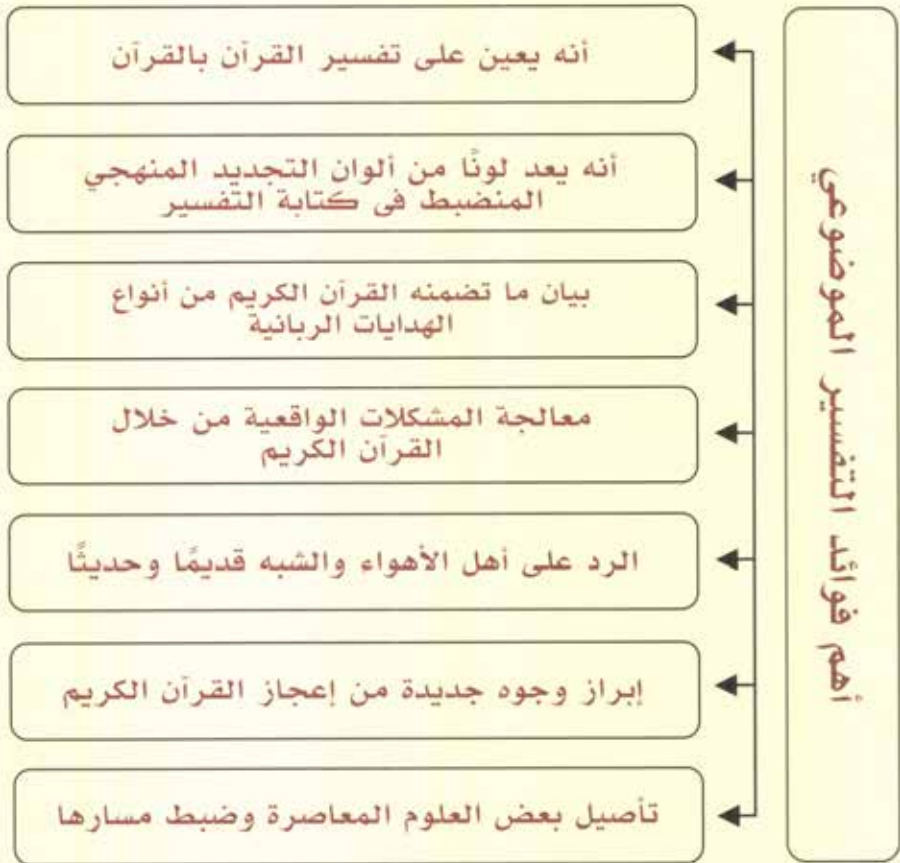 أهم فوائد التفسير الموضوعي
أنه يعين على تفسير القرآن بالقرآن
أنه يعد لونًا من ألوان التجديد المنهجي
المنضبط فى كتابة التفسير
بيان ما تضمنه القرآن الكريم من أنواع
الهدايات الربانية
معالجة المشكلات الواقعية من خلال
القرآن الكريم
الرد على أهل الأهواء والشبه قديمًا وحديثًا
إبراز وجوه جديدة من إعجاز القرآن الكريم
تأصيل بعض العلوم المعاصرة وضبط مسارها